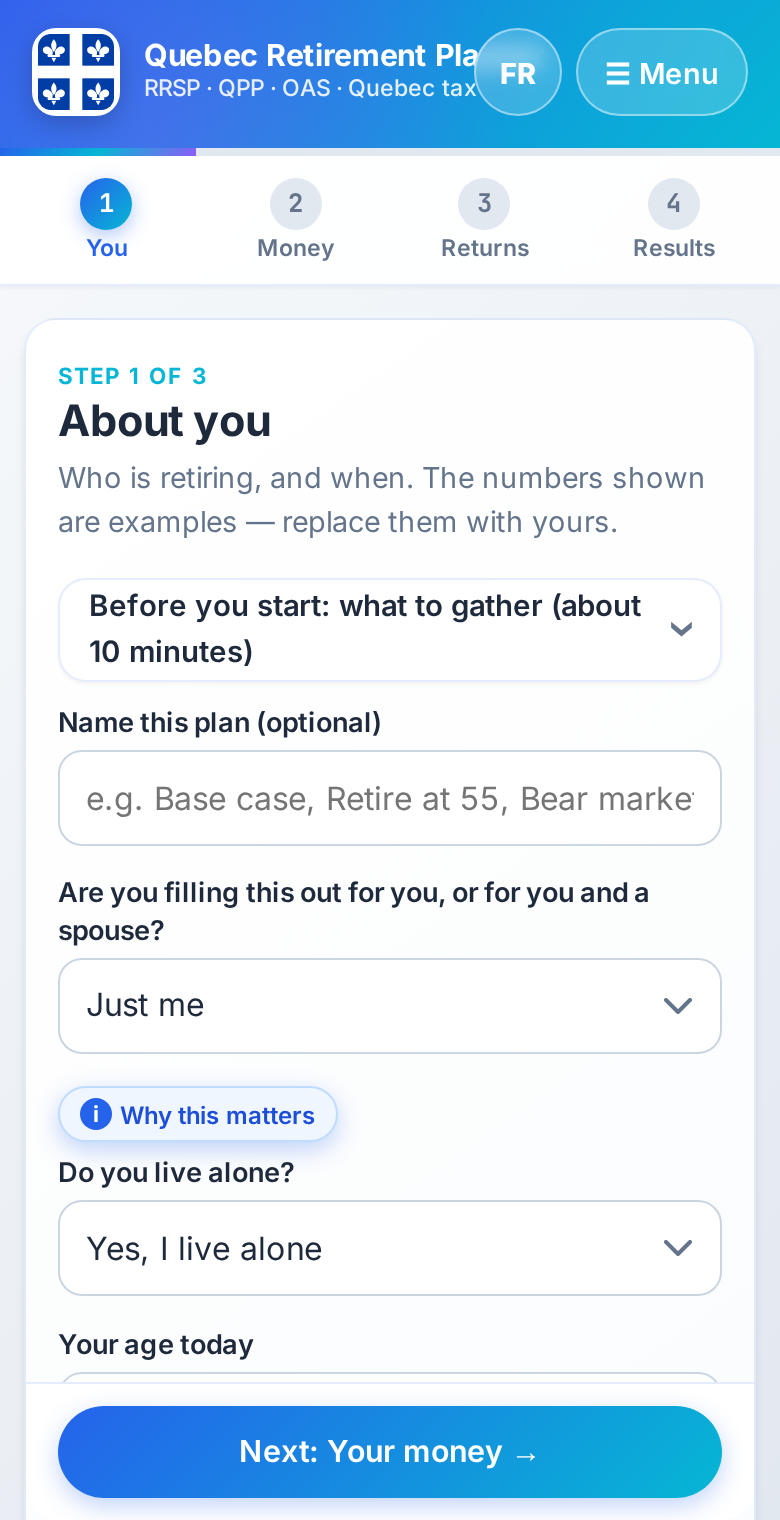 Quebec Retirement Pla
RRSP · QPP · OAS · Quebec tax
FR
☰ Menu
1
You
2
Money
3
Returns
4
Results
STEP 1 OF 3
About you
Who is retiring, and when. The numbers shown
are examples — replace them with yours.
Before you start: what to gather (about
10 minutes)
Name this plan (optional)
e.g. Base case, Retire at 55, Bear market
Are you filling this out for you, or for you and a
spouse?
Just me
i Why this matters
Do you live alone?
Yes, I live alone
Your age today
Next: Your money →